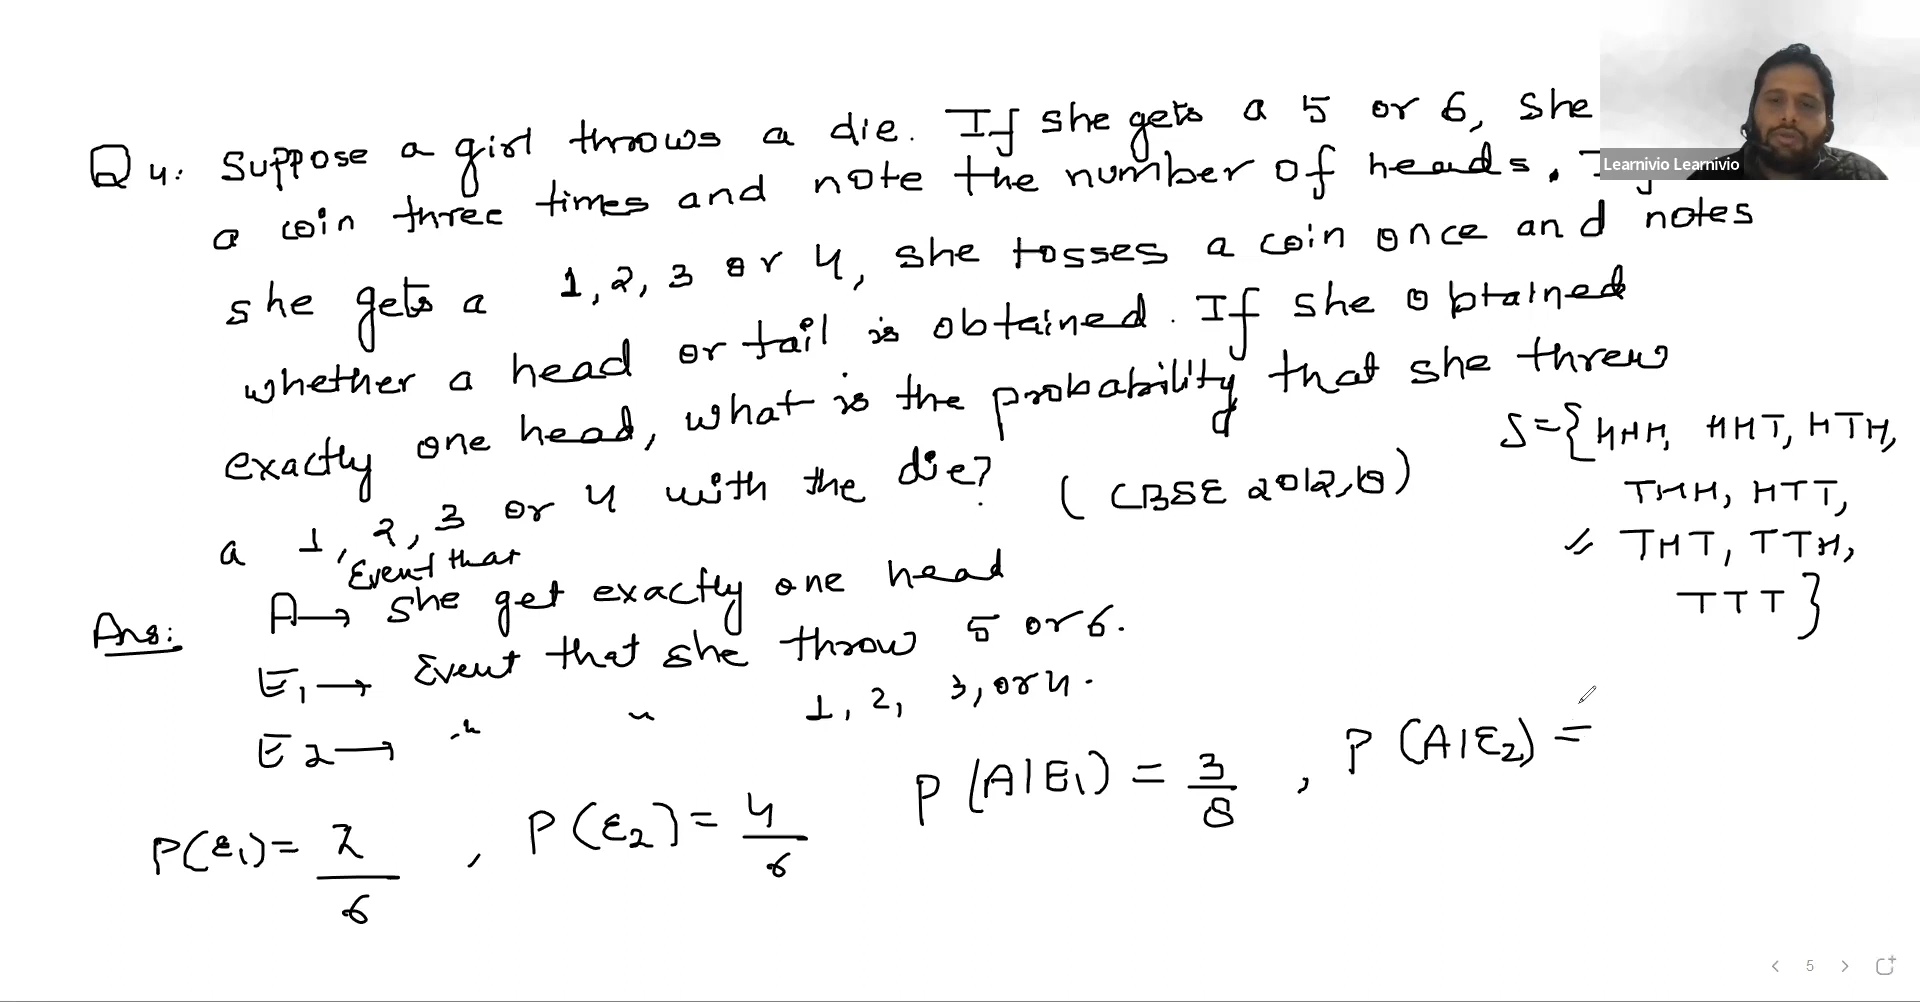 Q4: Suppose a girl throws a die. If she gets a 5 or 6, she
a coin three times and note the number of heads.
she gets a 1, 2, 3 or 4, she tosses a coin once and notes
whether a head or tail is obtained. If she obtained
exactly one head, what is the probability that she threw
a 1, 2, 3 or 4 with the die?
Ans: A → Event that she get exactly one head
E1 → Event that she throw 5 or 6.
E2 → " " 1, 2, 3, or 4.
P(E1) = 2/6 , P(E2) = 4/6 P(A|E1) = 3/8 , P(A|E2) =
S = {HHH, HHT, HTH,
THH, HTT,
THT, TTH,
TTT}
Learnivio Learnivio
5